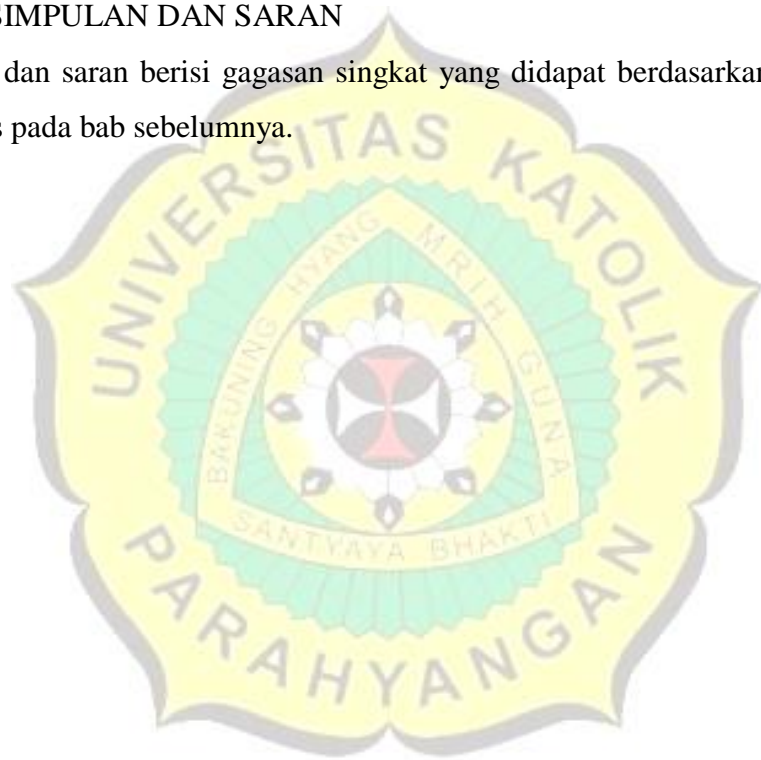 SIMPULAN DAN SARAN
dan saran berisi gagasan singkat yang didapat berdasarkan
s pada bab sebelumnya.
UNIVERSITAS KATOLIK
PARAHYANGAN
BAKUNING HYANG MRIH GUNA
SANTYAYA BHAKTI